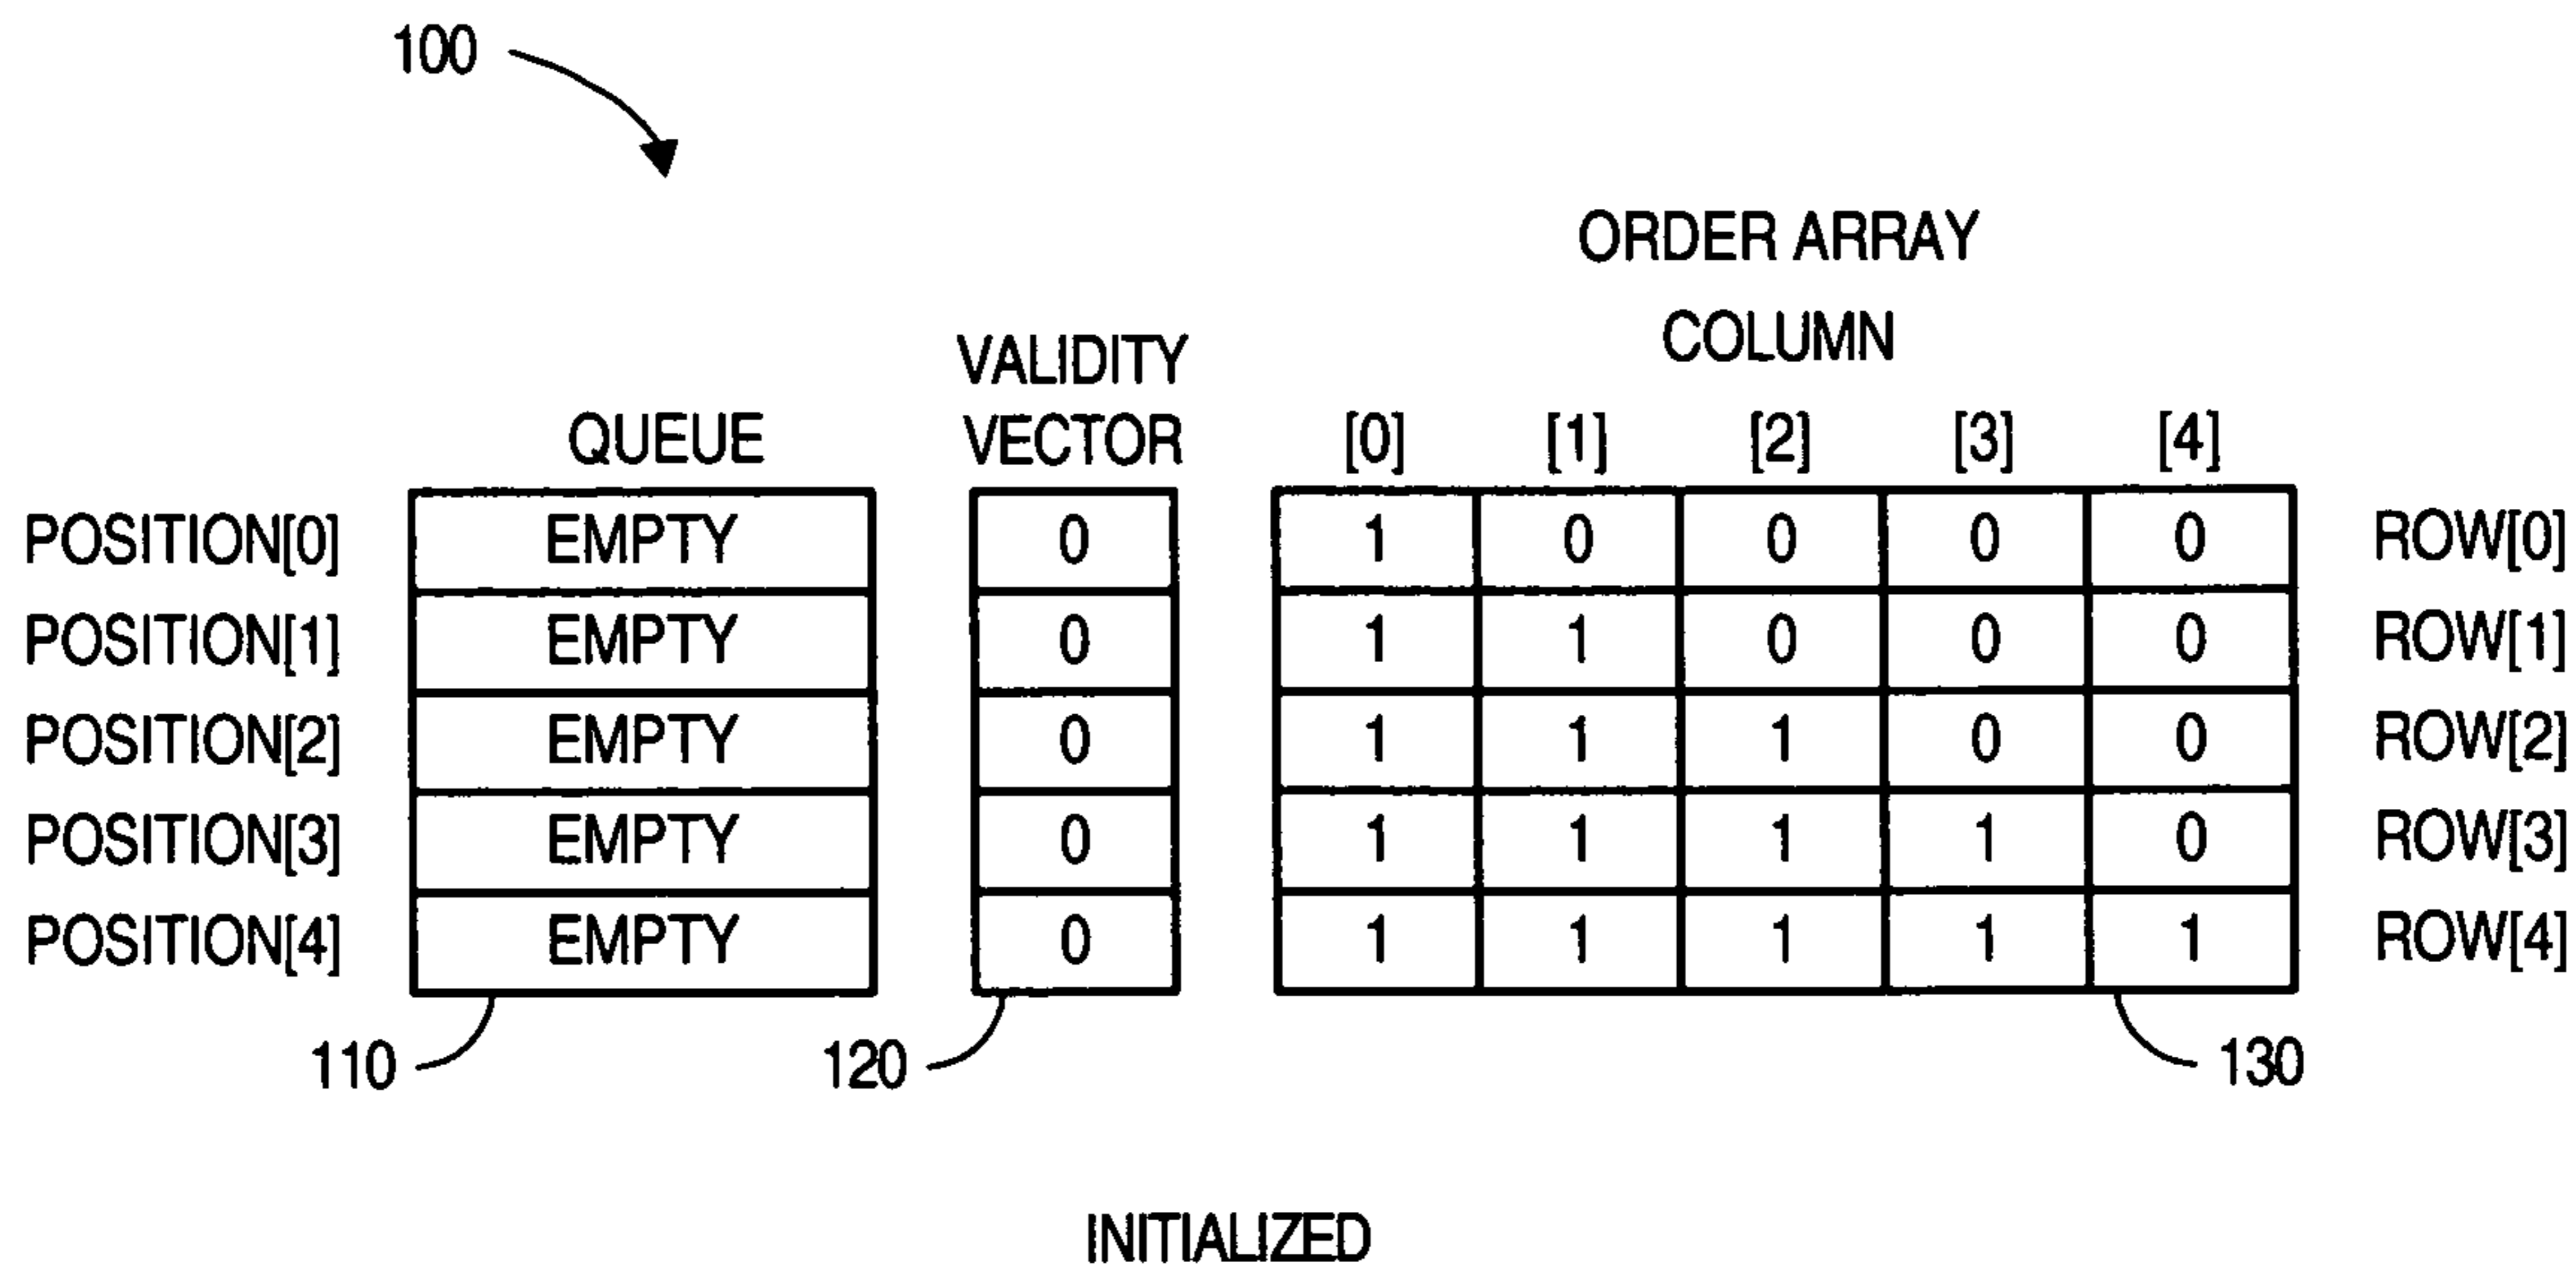 100
ORDER ARRAY
COLUMN
VALIDITY
QUEUE VECTOR [0] [1] [2] [3] [4]
POSITION[0] EMPTY 0 1 0 0 0 0 ROW[0]
POSITION[1] EMPTY 0 1 1 0 0 0 ROW[1]
POSITION[2] EMPTY 0 1 1 1 0 0 ROW[2]
POSITION[3] EMPTY 0 1 1 1 1 0 ROW[3]
POSITION[4] EMPTY 0 1 1 1 1 1 ROW[4]
110 120 130
INITIALIZED